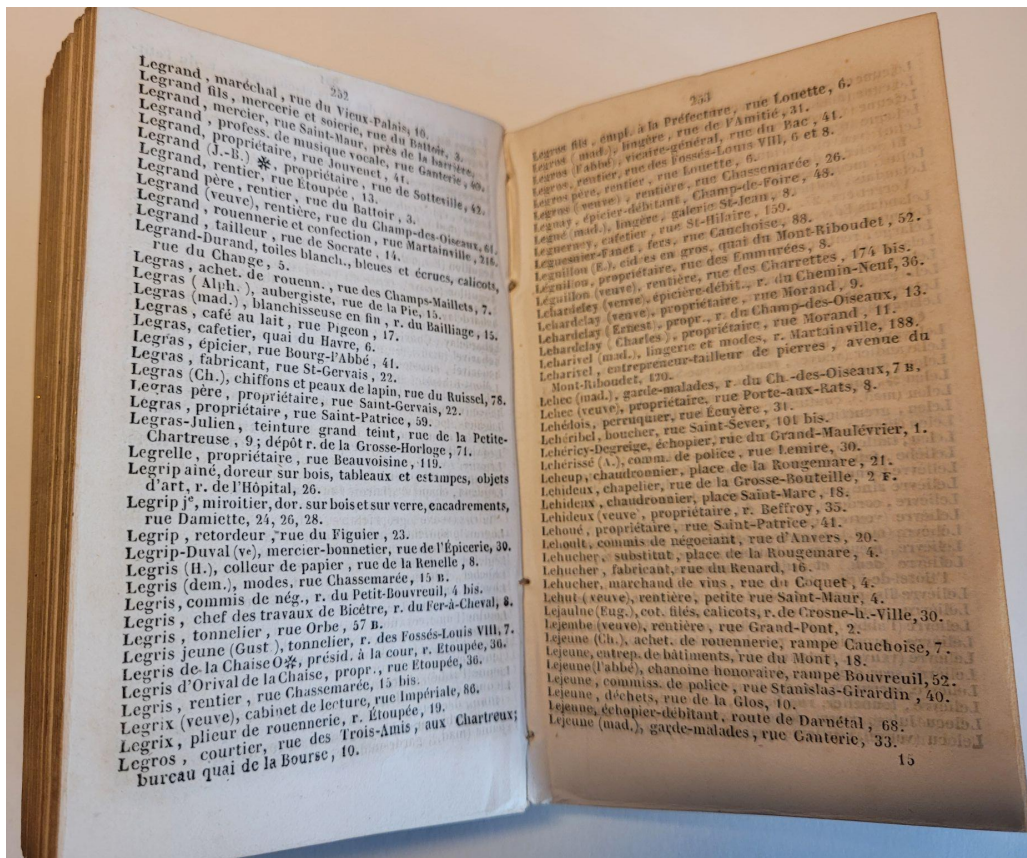 252
Legrand, maréchal, rue du Vieux-Palais, 16.
Legrand fils, mercerie et soierie, rue du Battoir, 3.
Legrand, mercier, rue Saint-Maur, près de la barrière.
Legrand, profess. de musique vocale, rue Ganterie, 40.
Legrand, propriétaire, rue Jouvenet, 41.
Legrand (J.-B.) ✻, propriétaire, rue de Sotteville, 42.
Legrand, rentier, rue Étoupée, 13.
Legrand père, rentier, rue du Battoir, 3.
Legrand (veuve), rentière, rue du Champ-des-Oiseaux, 61.
Legrand, rouennerie et confection, rue Martainville, 216.
Legrand, tailleur, rue de Socrate, 14.
Legrand-Durand, toiles blanch., bleues et écrues, calicots,
rue du Change, 5.
Legras, achet. de rouenn., rue des Champs-Maillets, 7.
Legras (Alph.), aubergiste, rue de la Pie, 15.
Legras (mad.), blanchisseuse en fin, r. du Bailliage, 15.
Legras, café au lait, rue Pigeon, 17.
Legras, cafetier, quai du Havre, 6.
Legras, épicier, rue Bourg-l'Abbé, 41.
Legras, fabricant, rue St-Gervais, 22.
Legras (Ch.), chiffons et peaux de lapin, rue du Ruissel, 78.
Legras père, propriétaire, rue Saint-Gervais, 22.
Legras, propriétaire, rue Saint-Patrice, 59.
Legras-Julien, teinture grand teint, rue de la Petite-
Chartreuse, 9; dépôt r. de la Grosse-Horloge, 71.
Legrelle, propriétaire, rue Beauvoisine, 119.
Legrip aîné, doreur sur bois, tableaux et estampes, objets
d'art, r. de l'Hôpital, 26.
Legrip je, miroitier, dor. sur bois et sur verre, encadrements,
rue Damiette, 24, 26, 28.
Legrip, retordeur, rue du Figuier, 23.
Legrip-Duval (ve), mercier-bonnetier, rue de l'Épicerie, 30.
Legris (H.), colleur de papier, rue de la Renelle, 8.
Legris (dem.), modes, rue Chassemarée, 15 B.
Legris, commis de nég., r. du Petit-Bouvreuil, 4 bis.
Legris, chef des travaux de Bicêtre, r. du Fer-à-Cheval, 8.
Legris, tonnelier, rue Orbe, 57 B.
Legris jeune (Gust), tonnelier, r. des Fossés-Louis VIII, 7.
Legris de la Chaise O✻, présid. à la cour, r. Etoupée, 36.
Legris d'Orival de la Chaise, propr., rue Etoupée, 36.
Legris, rentier, rue Chassemarée, 15 bis.
Legrix (veuve), cabinet de lecture, rue Impériale, 86.
Legrix, plieur de rouennerie, r. Étoupée, 19.
Legros, courtier, rue des Trois-Amis, aux Chartreux;
bureau quai de la Bourse, 10.
253
Legros fils, empl. à la Préfecture, rue Louette, 6.
Legros (mad.), lingère, rue de l'Amitié, 31.
Legros (l'abbé), vicaire-général, rue du Bac, 41.
Legros, rentier, rue des Fossés-Louis VIII, 6 et 8.
Legros père, rentier, rue Louette, 6.
Legros (veuve), rentière, rue Chassemarée, 26.
Legnay, épicier-débitant, Champ-de-Foire, 48.
Legué (mad.), lingère, galerie St-Jean, 8.
Leguerney, cafetier, rue St-Hilaire, 159.
Leguesnier-Fanet, fers, rue Cauchoise, 88.
Léguillon (E.), cidres en gros, quai du Mont-Riboudet, 52.
Léguillon, propriétaire, rue des Emmurées, 8.
Léguillon (veuve), rentière, rue des Charrettes, 174 bis.
Lehardeley (veuve), épicière-débit., r. du Chemin-Neuf, 36.
Lehardelay (veuve), propriétaire, rue Morand, 9.
Lehardelay (Ernest), propr., r. du Champ-des-Oiseaux, 13.
Lehardelay (Charles), propriétaire, rue Morand, 11.
Leharivel (mad.), lingerie et modes, r. Martainville, 188.
Leharivel, entrepreneur-tailleur de pierres, avenue du
Mont-Riboudet, 120.
Lehec (mad.), garde-malades, r. du Ch.-des-Oiseaux, 7 B,
Lehec (veuve), propriétaire, rue Porte-aux-Rats, 8.
Lehédois, perruquier, rue Écuyère, 31.
Lehéribel, boucher, rue Saint-Sever, 101 bis.
Lehéricy-Degreige, échopier, rue du Grand-Maulévrier, 1.
Lehérissé (A.), comm. de police, rue Lemire, 30.
Leheup, chaudronnier, place de la Rougemare, 21.
Lehideux, chapelier, rue de la Grosse-Bouteille, 2 F.
Lehideux, chaudronnier, place Saint-Marc, 18.
Lehideux (veuve), propriétaire, r. Beffroy, 35.
Lehoué, propriétaire, rue Saint-Patrice, 41.
Lehoult, commis de négociant, rue d'Anvers, 20.
Lehucher, substitut, place de la Rougemare, 4.
Lehucher, fabricant, rue du Renard, 16.
Lehucher, marchand de vins, rue du Coquet, 4.
Lehut (veuve), rentière, petite rue Saint-Maur, 4.
Lejaulne (Eug.), cot. filés, calicots, r. de Crosne-h.-Ville, 30.
Lejembe (veuve), rentière, rue Grand-Pont, 2.
Lejeune (Ch.), achet. de rouennerie, rampe Cauchoise, 7.
Lejeune, entrep. de bâtiments, rue du Mont, 18.
Lejeune (l'abbé), chanoine honoraire, rampe Bouvreuil, 52.
Lejeune, commiss. de police, rue Stanislas-Girardin, 40.
Lejeune, déchets, rue de la Glos, 10.
Lejeune, échopier-débitant, route de Darnétal, 68.
Lejeune (mad.), garde-malades, rue Ganterie, 33.
15